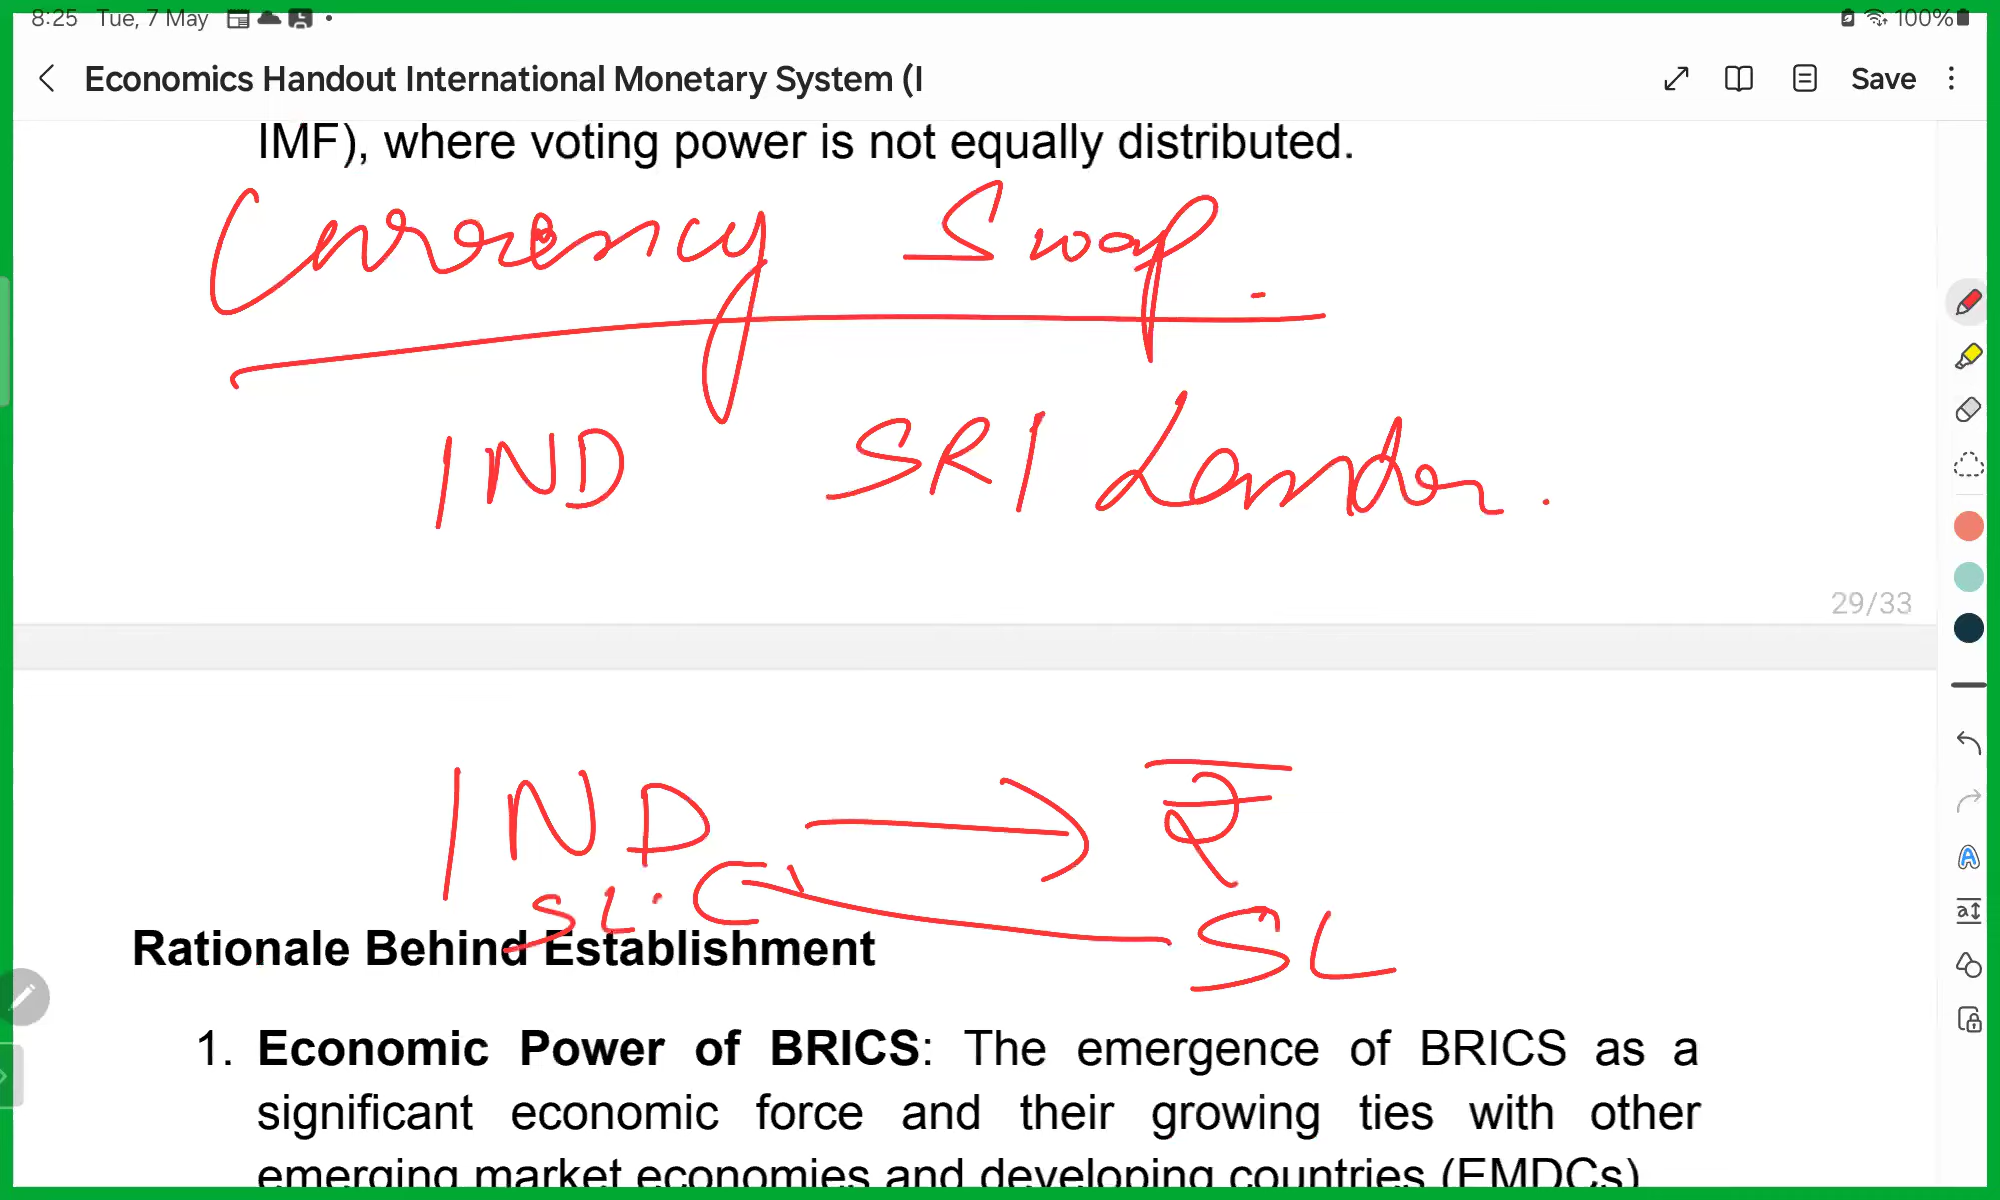 8:25 Tue, 7 May 100%
Economics Handout International Monetary System (I Save
IMF), where voting power is not equally distributed.
Currency Swap
IND SRI Landa.
29/33
IND → ₹
SL. SL
Rationale Behind Establishment
1. Economic Power of BRICS: The emergence of BRICS as a
significant economic force and their growing ties with other
emerging market economies and developing countries (EMDCs)